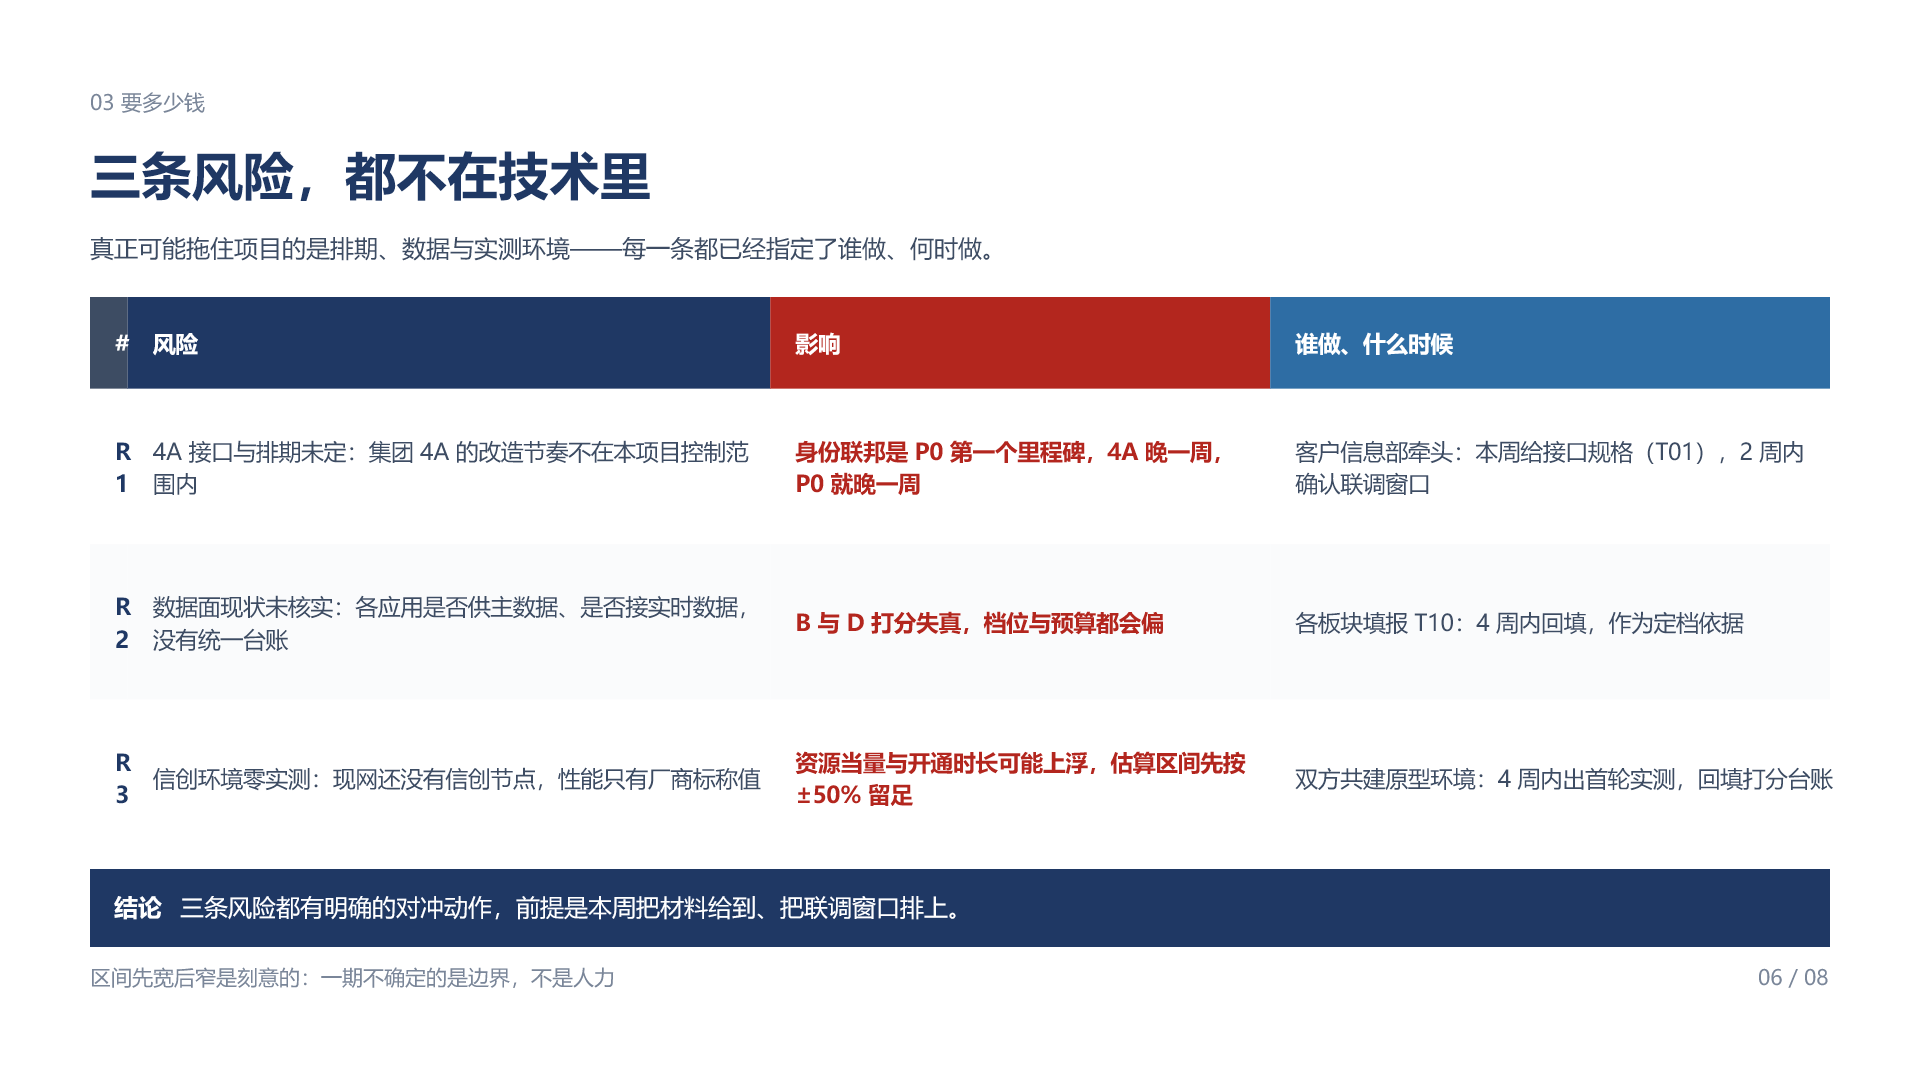 03 要多少钱
三条风险，都不在技术里
真正可能拖住项目的是排期、数据与实测环境——每一条都已经指定了谁做、何时做。
# 风险 影响 谁做、什么时候
R1 4A 接口与排期未定：集团 4A 的改造节奏不在本项目控制范
围内
身份联邦是 P0 第一个里程碑，4A 晚一周，
P0 就晚一周
客户信息部牵头：本周给接口规格（T01），2 周内
确认联调窗口
R2 数据面现状未核实：各应用是否供主数据、是否接实时数据，
没有统一台账
B 与 D 打分失真，档位与预算都会偏
各板块填报 T10：4 周内回填，作为定档依据
R3 信创环境零实测：现网还没有信创节点，性能只有厂商标称值
资源当量与开通时长可能上浮，估算区间先按
±50% 留足
双方共建原型环境：4 周内出首轮实测，回填打分台账
结论 三条风险都有明确的对冲动作，前提是本周把材料给到、把联调窗口排上。
区间先宽后窄是刻意的：一期不确定的是边界，不是人力
06 / 08